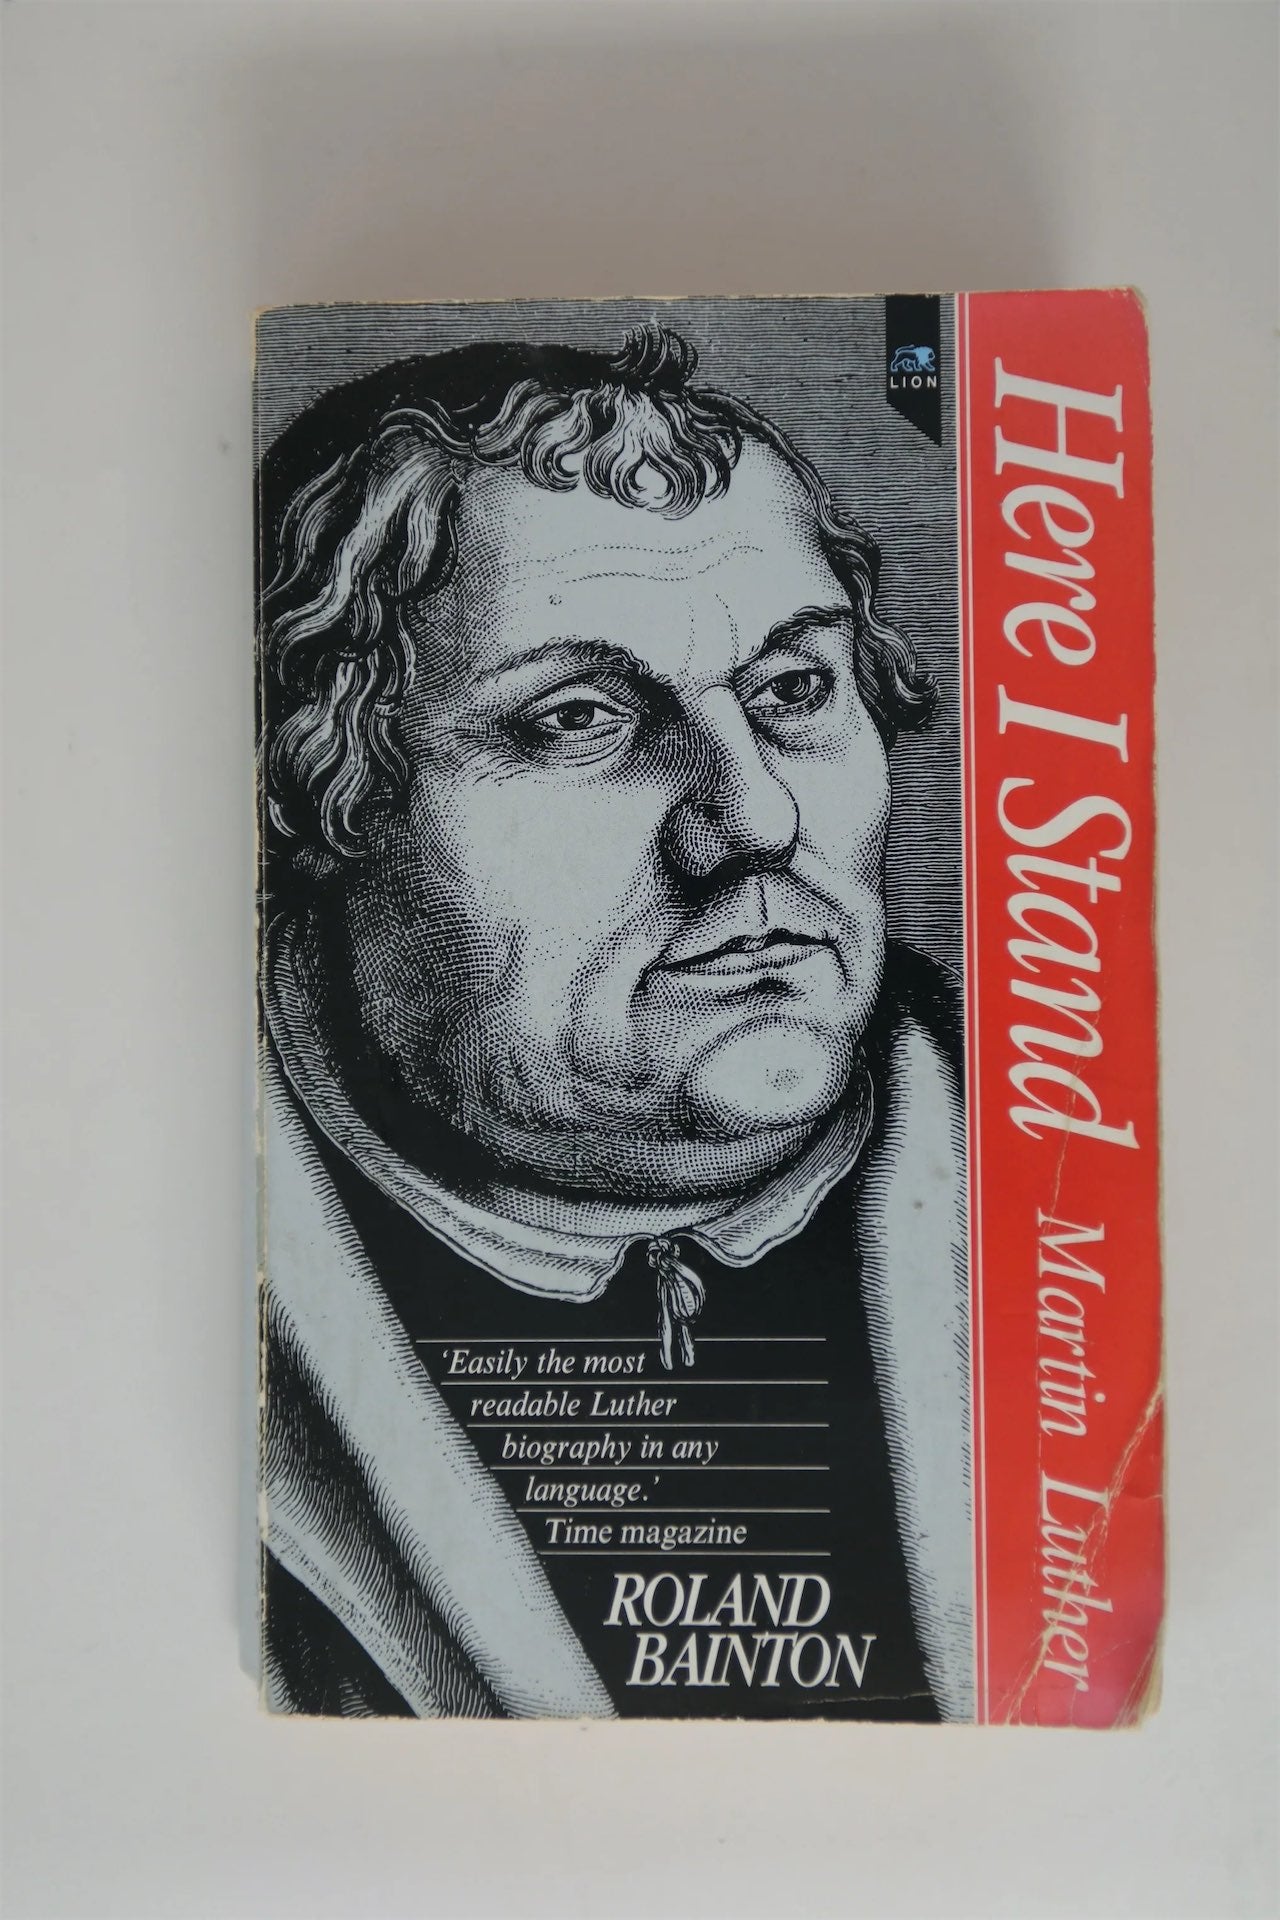 LION
Here I Stand Martin Luther
‘Easily the most
readable Luther
biography in any
language.’
Time magazine
ROLAND
BAINTON